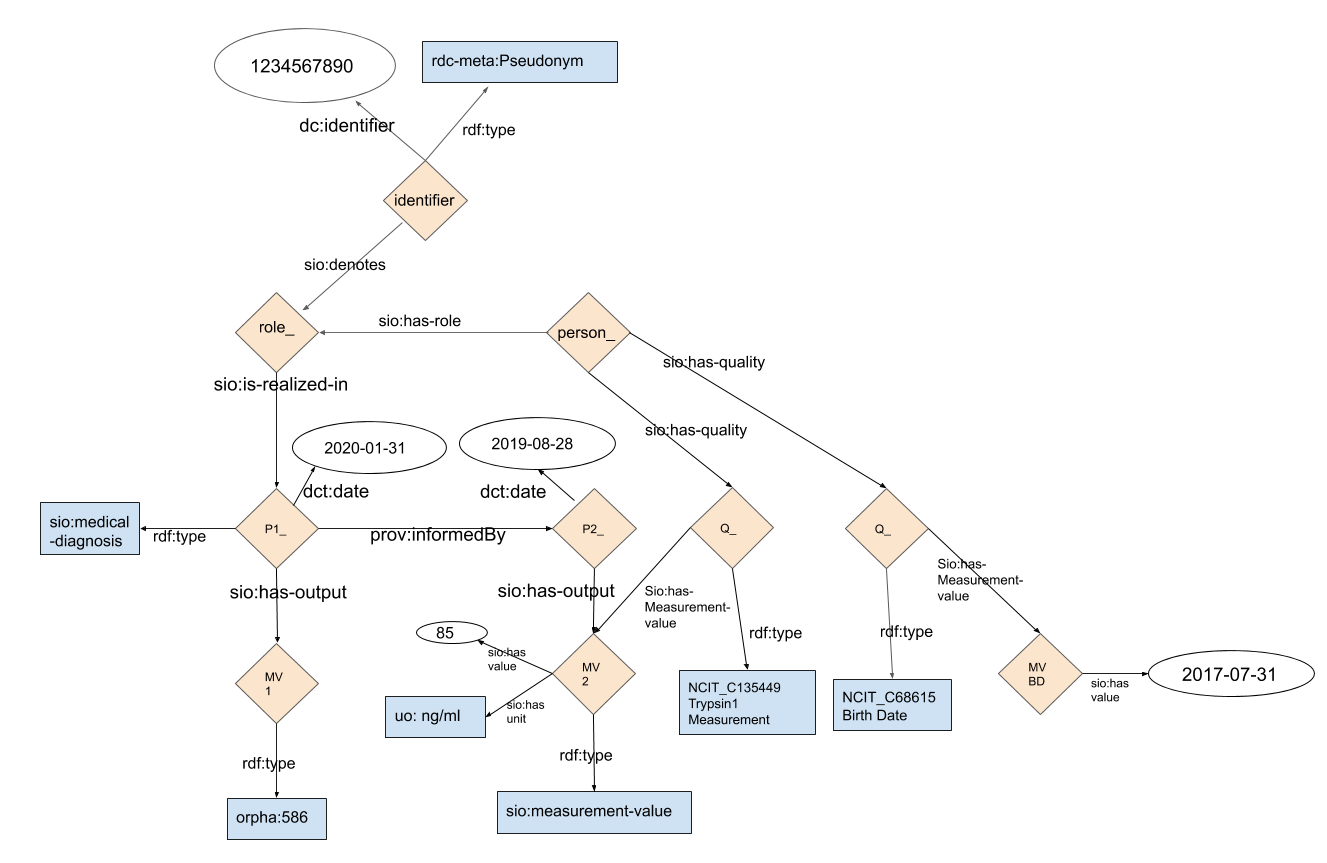 1234567890
rdc-meta:Pseudonym
dc:identifier
rdf:type
identifier
sio:denotes
role_
sio:has-role
person_
sio:has-quality
sio:is-realized-in
sio:has-quality
2020-01-31
2019-08-28
dct:date
dct:date
sio:medical
-diagnosis
rdf:type
P1_
prov:informedBy
P2_
Q_
Q_
sio:has-output
sio:has-output
Sio:has-
Measurement-
value
Sio:has-
Measurement-
value
85
sio:has
value
rdf:type
rdf:type
MV
1
MV
2
uo: ng/ml
sio:has
unit
NCIT_C135449
Trypsin1
Measurement
NCIT_C68615
Birth Date
MV
BD
sio:has
value
2017-07-31
rdf:type
rdf:type
orpha:586
sio:measurement-value